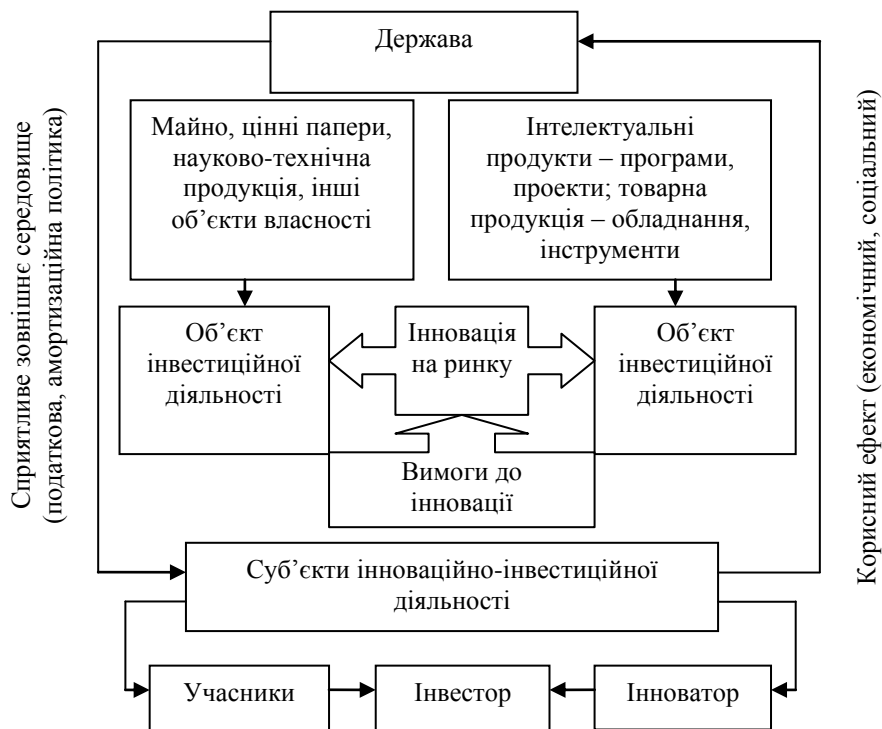 Держава
Сприятливе зовнішнє середовище
(податкова, амортизаційна політика)
Майно, цінні папери,
науково-технічна
продукція, інші
об’єкти власності
Інтелектуальні
продукти – програми,
проекти; товарна
продукція – обладнання,
інструменти
Корисний ефект (економічний, соціальний)
Об’єкт
інвестиційної
діяльності
Інновація
на ринку
Об’єкт
інвестиційної
діяльності
Вимоги до
інновації
Суб’єкти інноваційно-інвестиційної
діяльності
Учасники
Інвестор
Інноватор